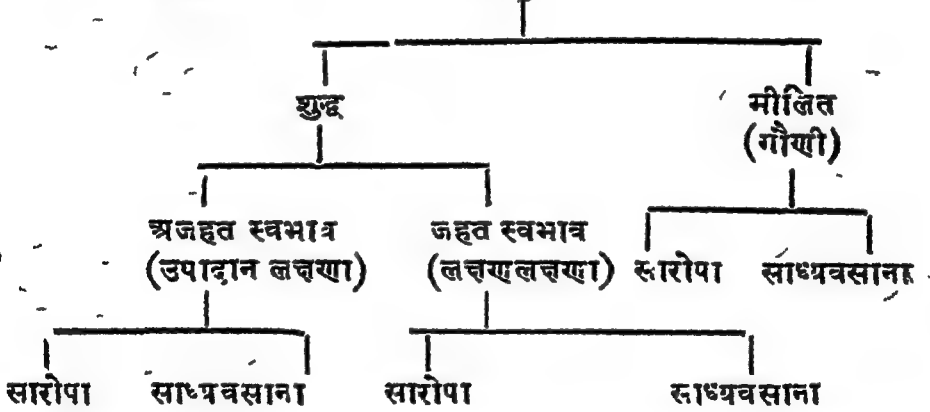 शुद्ध मीलित
(गौणी)
अजहत स्वभाव जहत स्वभाव
(उपादान लक्षणा) (लक्षणलक्षणा) सारोपा साध्यवसाना
सारोपा साध्यवसाना सारोपा साध्यवसाना